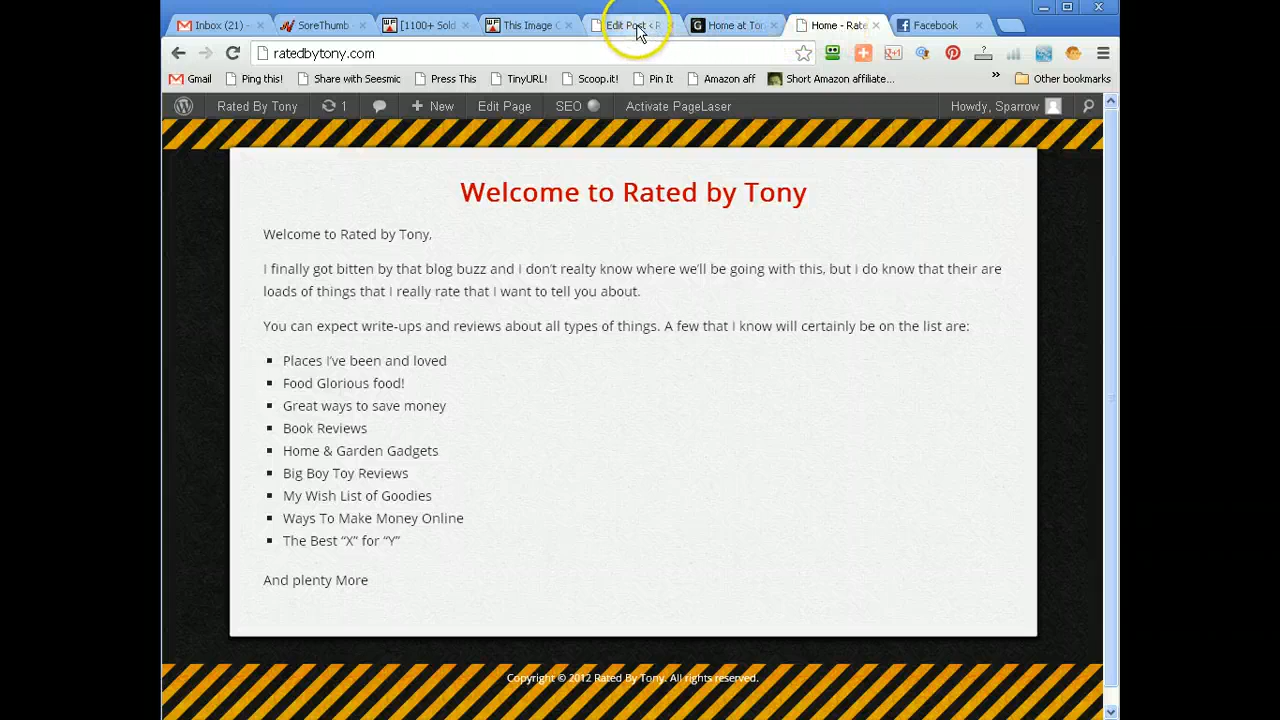 Inbox (21) -
SoreThumb
[1100+ Sold
This Image C
Edit Post ‹ R
Home at Ton
Home - Rate
Facebook
ratedbytony.com
Gmail
Ping this!
Share with Seesmic
Press This
TinyURL!
Scoop.it!
Pin It
Amazon aff
Short Amazon affiliate...
»
Other bookmarks
Rated By Tony
1
+ New
Edit Page
SEO
Activate PageLaser
Howdy, Sparrow
Welcome to Rated by Tony
Welcome to Rated by Tony,
I finally got bitten by that blog buzz and I don't realty know where we'll be going with this, but i do know that their are
loads of things that I really rate that I want to tell you about.
You can expect write-ups and reviews about all types of things. A few that I know will certainly be on the list are:
Places I've been and loved
Food Glorious food!
Great ways to save money
Book Reviews
Home & Garden Gadgets
Big Boy Toy Reviews
My Wish List of Goodies
Ways To Make Money Online
The Best “X” for “Y”
And plenty More
Copyright © 2012 Rated By Tony. All rights reserved.